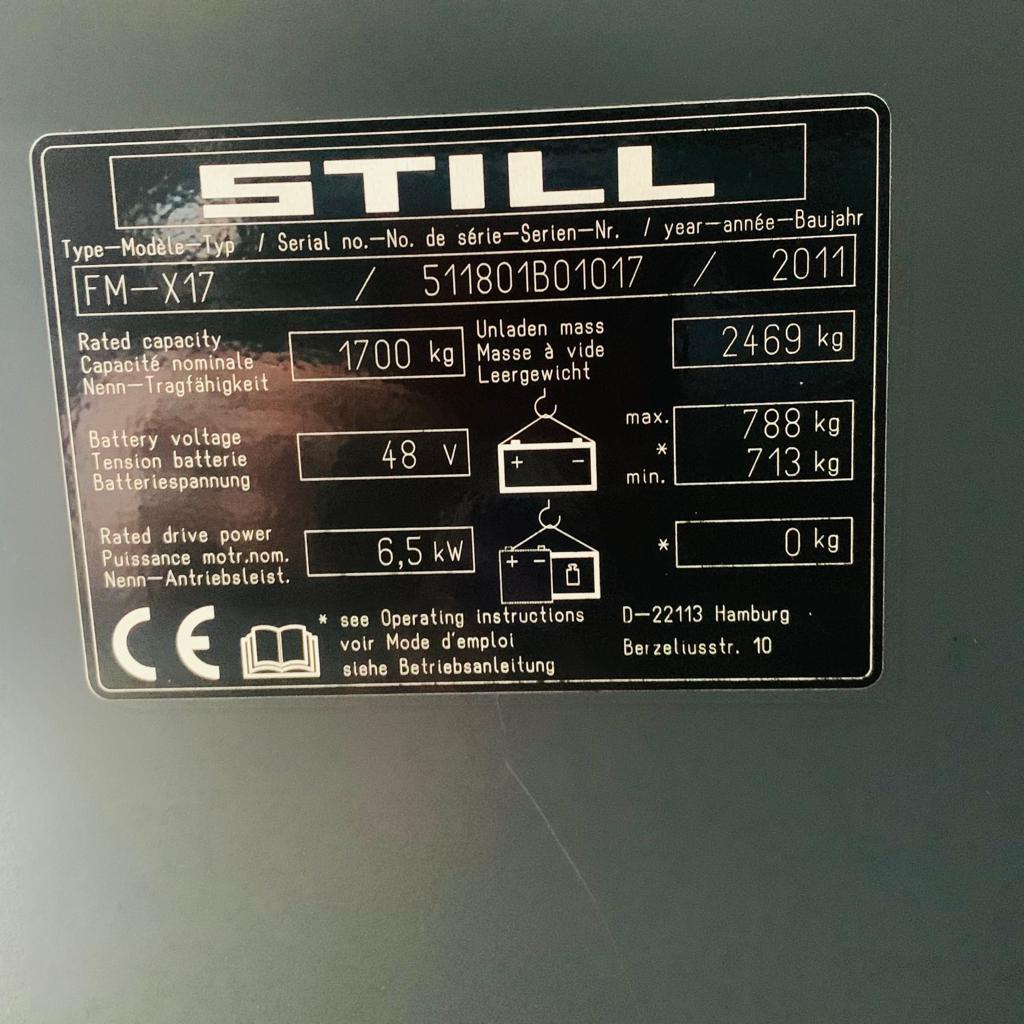 STILL
Type-Modèle-Typ / Serial no.-No. de série-Serien-Nr. / year-année-Baujahr
FM-X17 / 511801B01017 / 2011
Rated capacity
Capacité nominale
Nenn-Tragfähigkeit
1700 kg
Unladen mass
Masse à vide
Leergewicht
2469 kg
Battery voltage
Tension batterie
Batteriespannung
48 V
+ -
max.
*
min.
788 kg
713 kg
Rated drive power
Puissance motr.nom.
Nenn-Antriebsleist.
6,5 kW
+ -
* 0 kg
CE
* see Operating instructions
voir Mode d'emploi
siehe Betriebsanleitung
D-22113 Hamburg
Berzeliusstr. 10